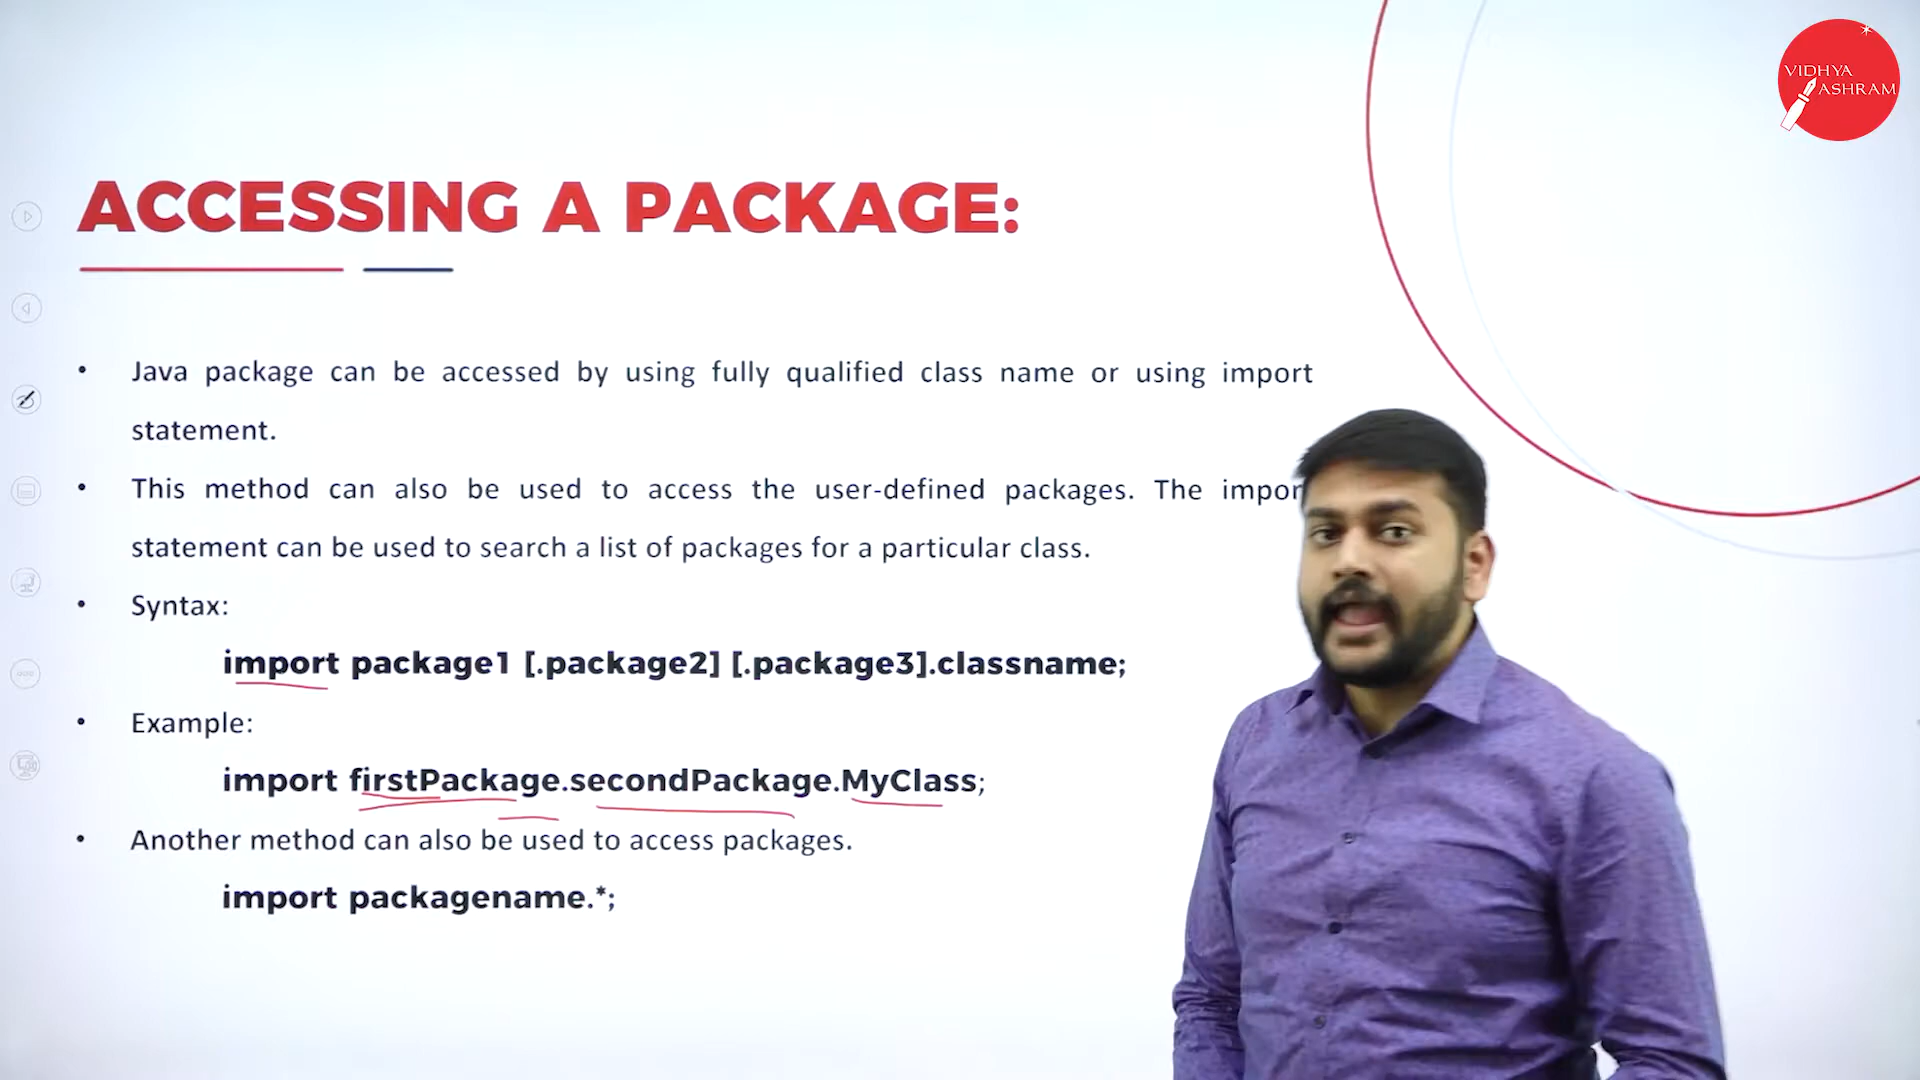 VIDHYA
ASHRAM
ACCESSING A PACKAGE:
• Java package can be accessed by using fully qualified class name or using import
statement.
• This method can also be used to access the user-defined packages. The impor
statement can be used to search a list of packages for a particular class.
• Syntax:
import package1 [.package2] [.package3].classname;
• Example:
import firstPackage.secondPackage.MyClass;
• Another method can also be used to access packages.
import packagename.*;